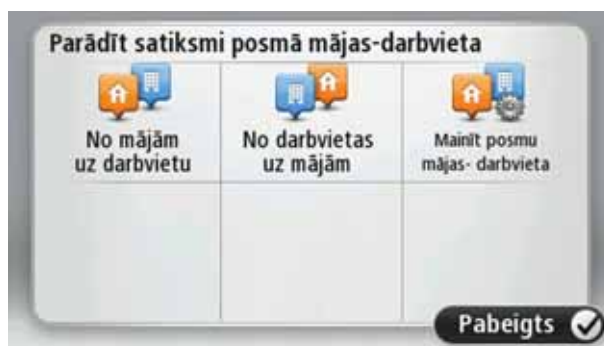 Parādīt satiksmi posmā mājas-darbvieta
No mājām
uz darbvietu
No darbvietas
uz mājām
Mainīt posmu
mājas- darbvieta
Pabeigts